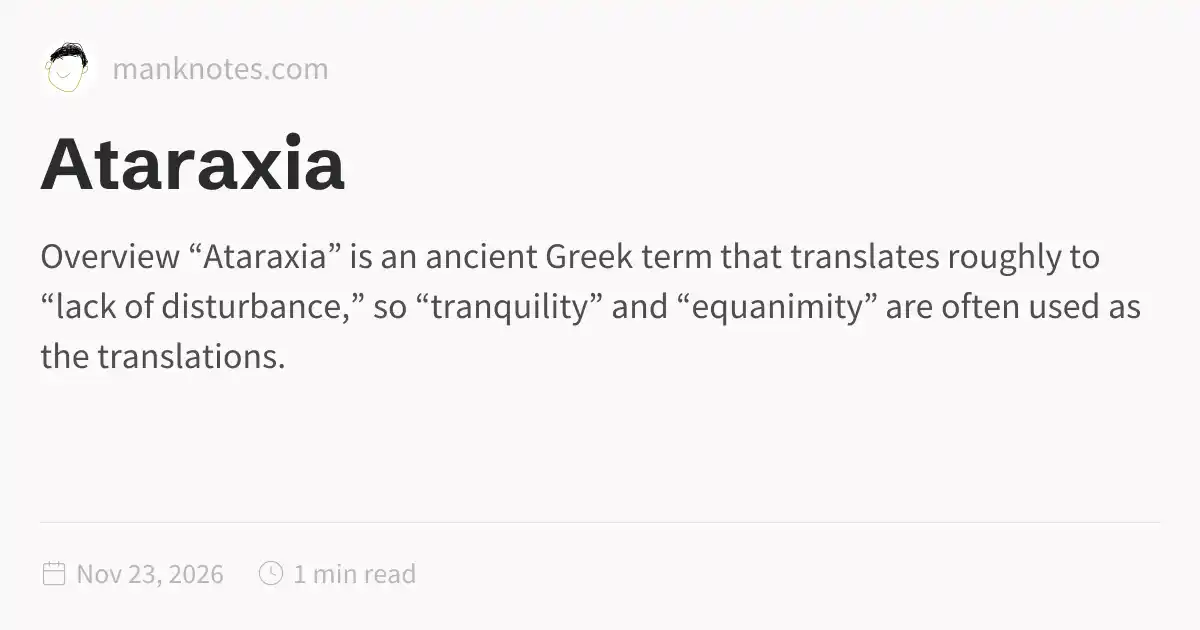 manknotes.com
Ataraxia
Overview “Ataraxia” is an ancient Greek term that translates roughly to
“lack of disturbance,” so “tranquility” and “equanimity” are often used as
the translations.
Nov 23, 2026 1 min read